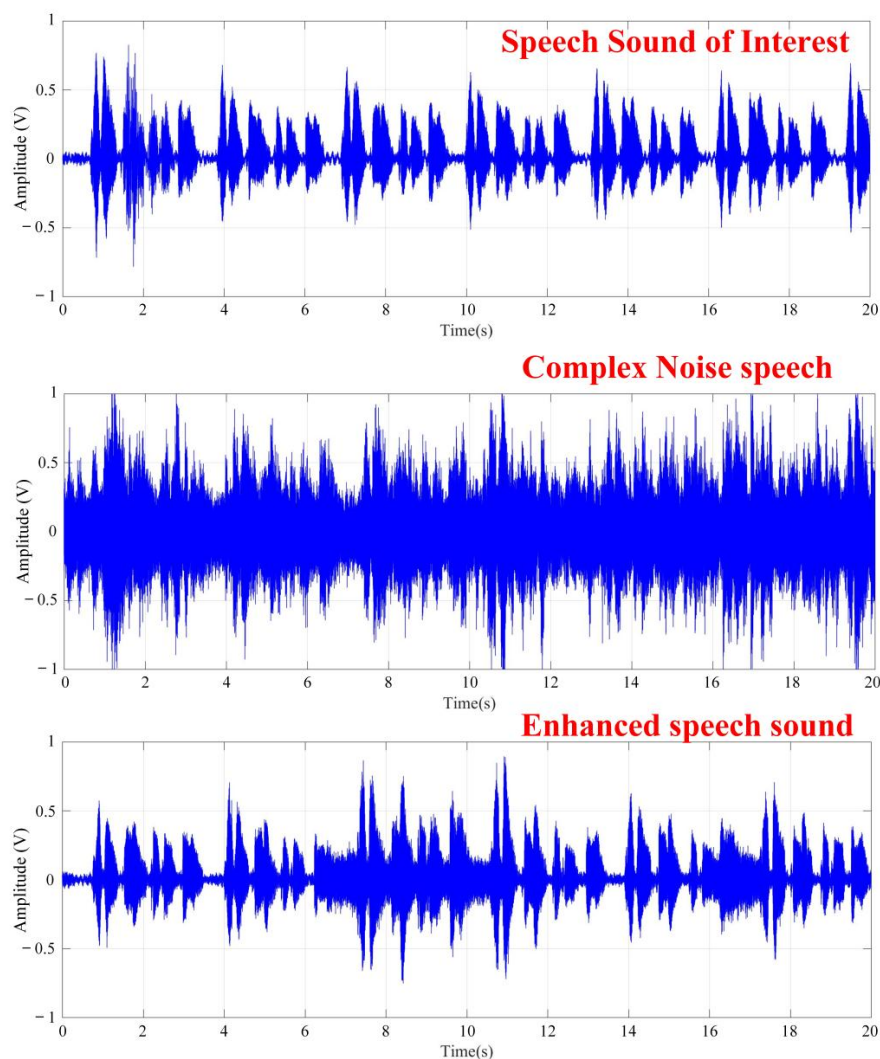 Speech Sound of Interest
1
0.5
0
− 0.5
− 1
Amplitude (V)
0 2 4 6 8 10 12 14 16 18 20
Time(s)
Complex Noise speech
1
0.5
0
− 0.5
− 1
Amplitude (V)
0 2 4 6 8 10 12 14 16 18 20
Time(s)
Enhanced speech sound
1
0.5
0
− 0.5
− 1
Amplitude (V)
0 2 4 6 8 10 12 14 16 18 20
Time(s)